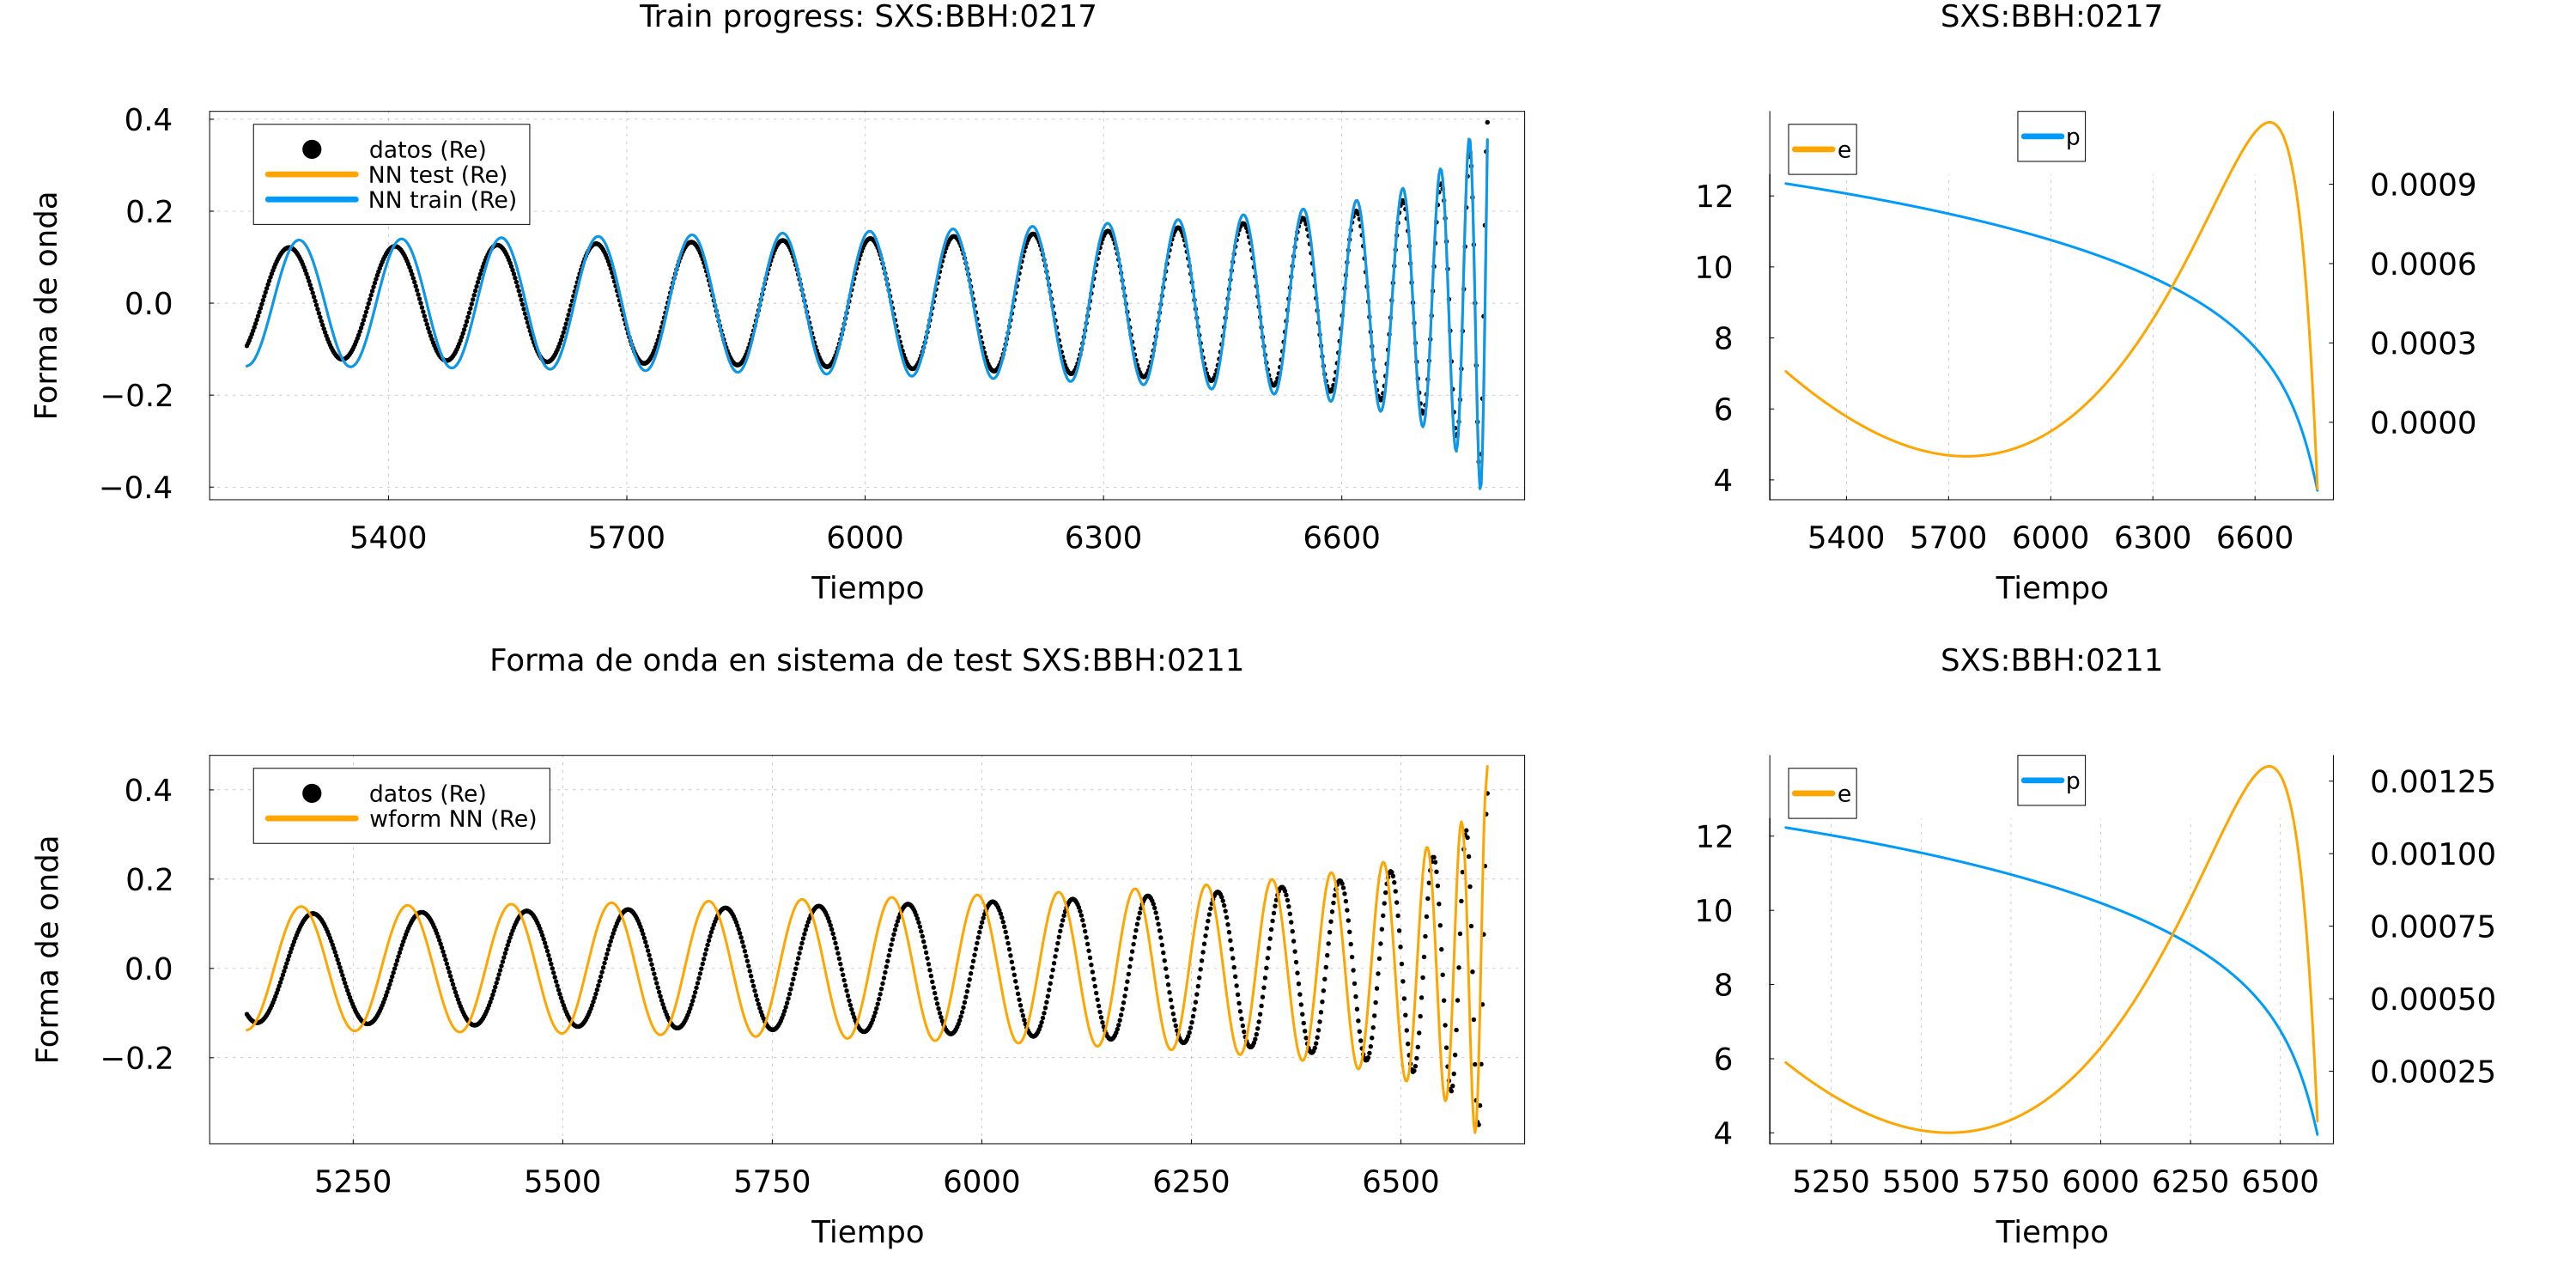 Train progress: SXS:BBH:0217
datos (Re)
NN test (Re)
NN train (Re)
Forma de onda
0.4
0.2
0.0
−0.2
−0.4
5400 5700 6000 6300 6600
Tiempo
SXS:BBH:0217
e
p
12
10
8
6
4
0.0009
0.0006
0.0003
0.0000
5400 5700 6000 6300 6600
Tiempo
Forma de onda en sistema de test SXS:BBH:0211
datos (Re)
wform NN (Re)
Forma de onda
0.4
0.2
0.0
−0.2
5250 5500 5750 6000 6250 6500
Tiempo
SXS:BBH:0211
e
p
12
10
8
6
4
0.00125
0.00100
0.00075
0.00050
0.00025
5250 5500 5750 6000 6250 6500
Tiempo